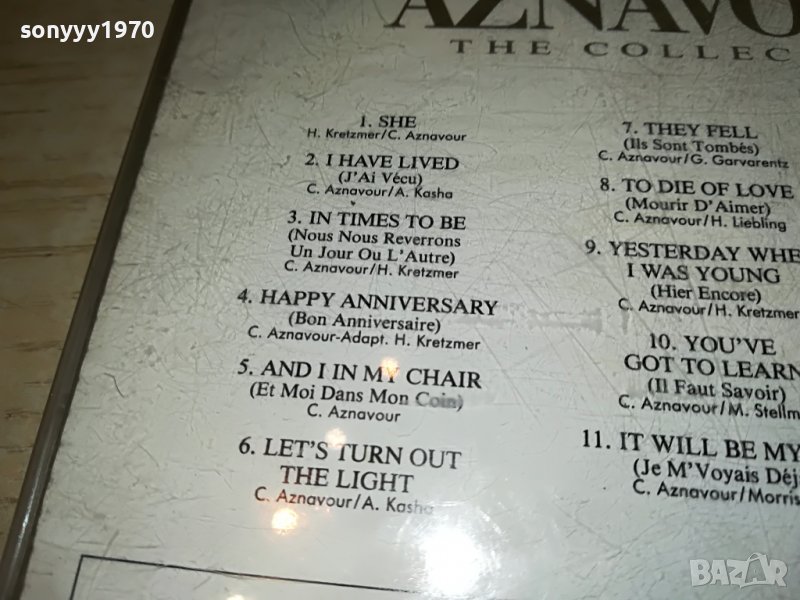 sonyyy1970
AZNAVO
THE COLLEC
1. SHE
H. Kretzmer/C. Aznavour
2. I HAVE LIVED
(J'Ai Vécu)
C. Aznavour/A. Kasha
3. IN TIMES TO BE
(Nous Nous Reverrons
Un Jour Ou L'Autre)
C. Aznavour/H. Kretzmer
4. HAPPY ANNIVERSARY
(Bon Anniversaire)
C. Aznavour-Adapt. H. Kretzmer
5. AND I IN MY CHAIR
(Et Moi Dans Mon Coin)
C. Aznavour
6. LET'S TURN OUT
THE LIGHT
C. Aznavour/A. Kasha
7. THEY FELL
(Ils Sont Tombés)
C. Aznavour/G. Garvarentz
8. TO DIE OF LOVE
(Mourir D'Aimer)
C. Aznavour/H. Liebling
9. YESTERDAY WHE
I WAS YOUNG
(Hier Encore)
C. Aznavour/H. Kretzmer
10. YOU'VE
GOT TO LEARN
(Il Faut Savoir)
C. Aznavour/M. Stellm
11. IT WILL BE MY
(Je M'Voyais Déj
C. Aznavour/Morris
BAZAR